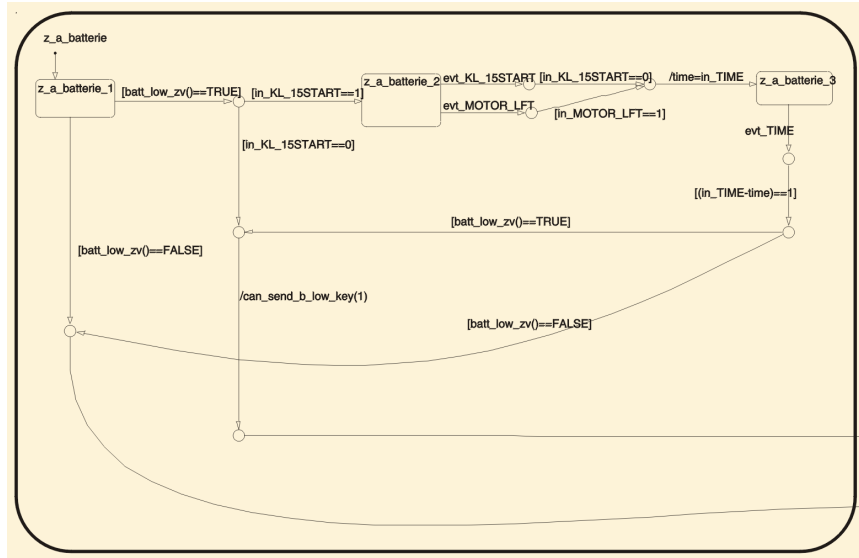 z_a_batterie
z_a_batterie_1
[batt_low_zv()==TRUE]
[in_KL_15START==1]
z_a_batterie_2
evt_KL_15START
[in_KL_15START==0]
/time=in_TIME
z_a_batterie_3
evt_MOTOR_LFT
[in_MOTOR_LFT==1]
evt_TIME
[in_KL_15START==0]
[(in_TIME-time)==1]
[batt_low_zv()==TRUE]
[batt_low_zv()==FALSE]
/can_send_b_low_key(1)
[batt_low_zv()==FALSE]